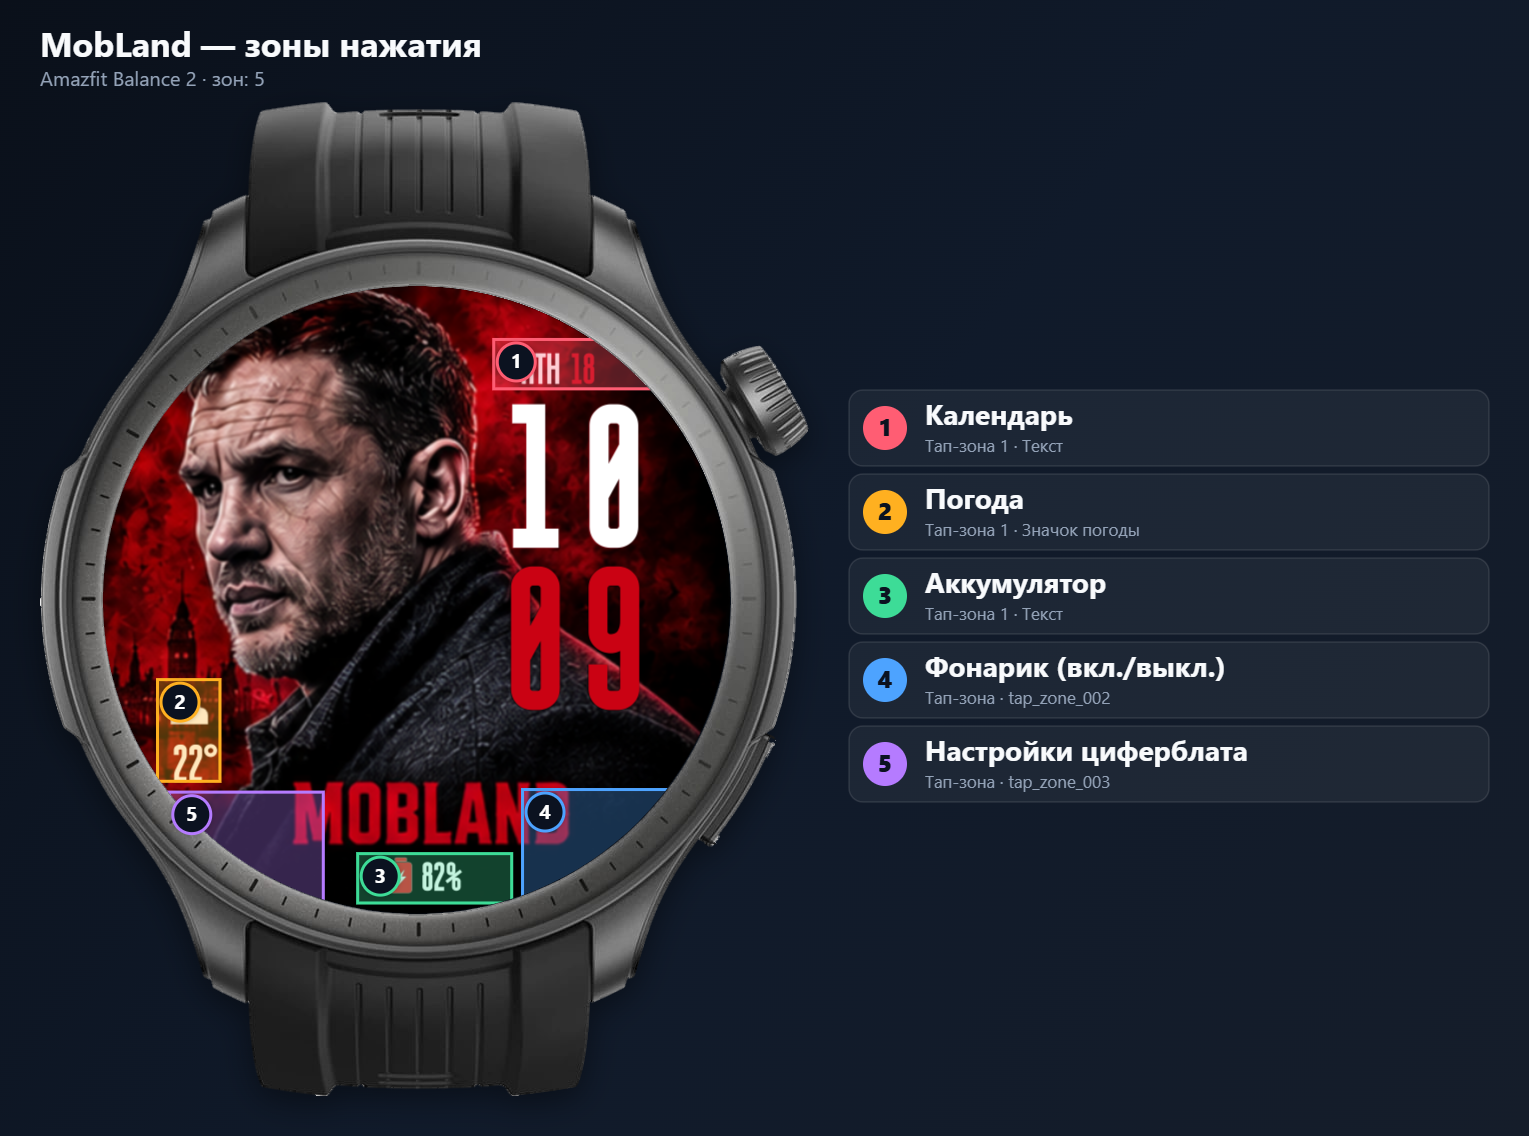 MobLand — зоны нажатия
Amazfit Balance 2 · зон: 5
1
TH 18
10
09
2
22°
MOBLAND
5
4
3
82%
1
Календарь
Тап-зона 1 · Текст
2
Погода
Тап-зона 1 · Значок погоды
3
Аккумулятор
Тап-зона 1 · Текст
4
Фонарик (вкл./выкл.)
Тап-зона · tap_zone_002
5
Настройки циферблата
Тап-зона · tap_zone_003